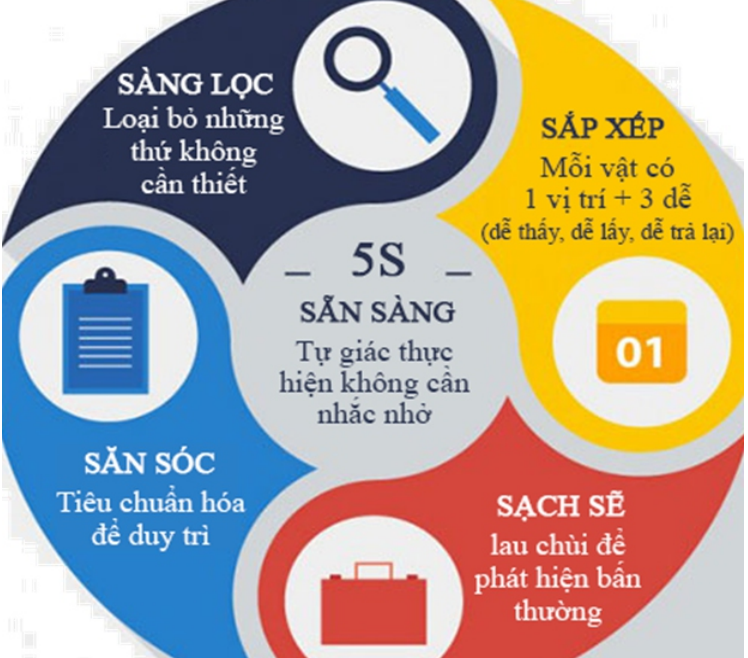 SÀNG LỌC
Loại bỏ những
thứ không
cần thiết
SẮP XẾP
Mỗi vật có
1 vị trí + 3 dễ
(dễ thấy, dễ lấy, dễ trả lại)
01
_ 5S _
SẴN SÀNG
Tự giác thực
hiện không cần
nhắc nhở
SĂN SÓC
Tiêu chuẩn hóa
để duy trì
SẠCH SẼ
lau chùi để
phát hiện bấn
thường